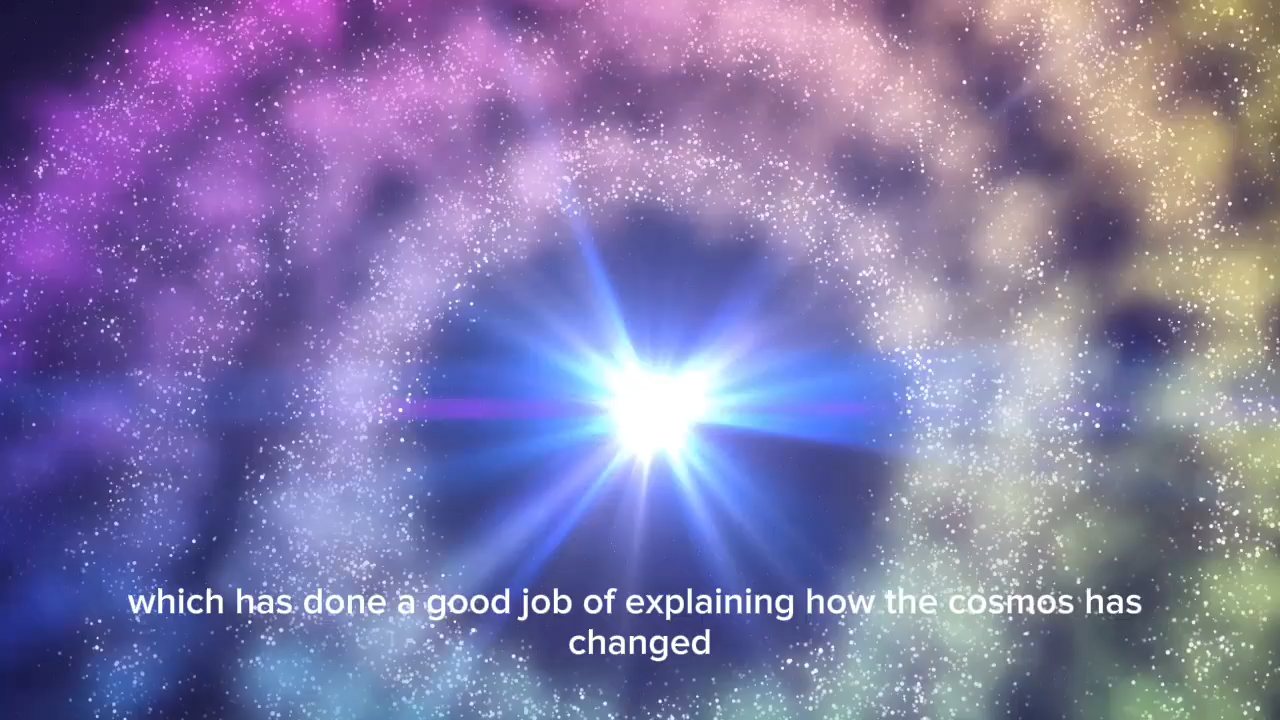 which has done a good job of explaining how the cosmos has
changed